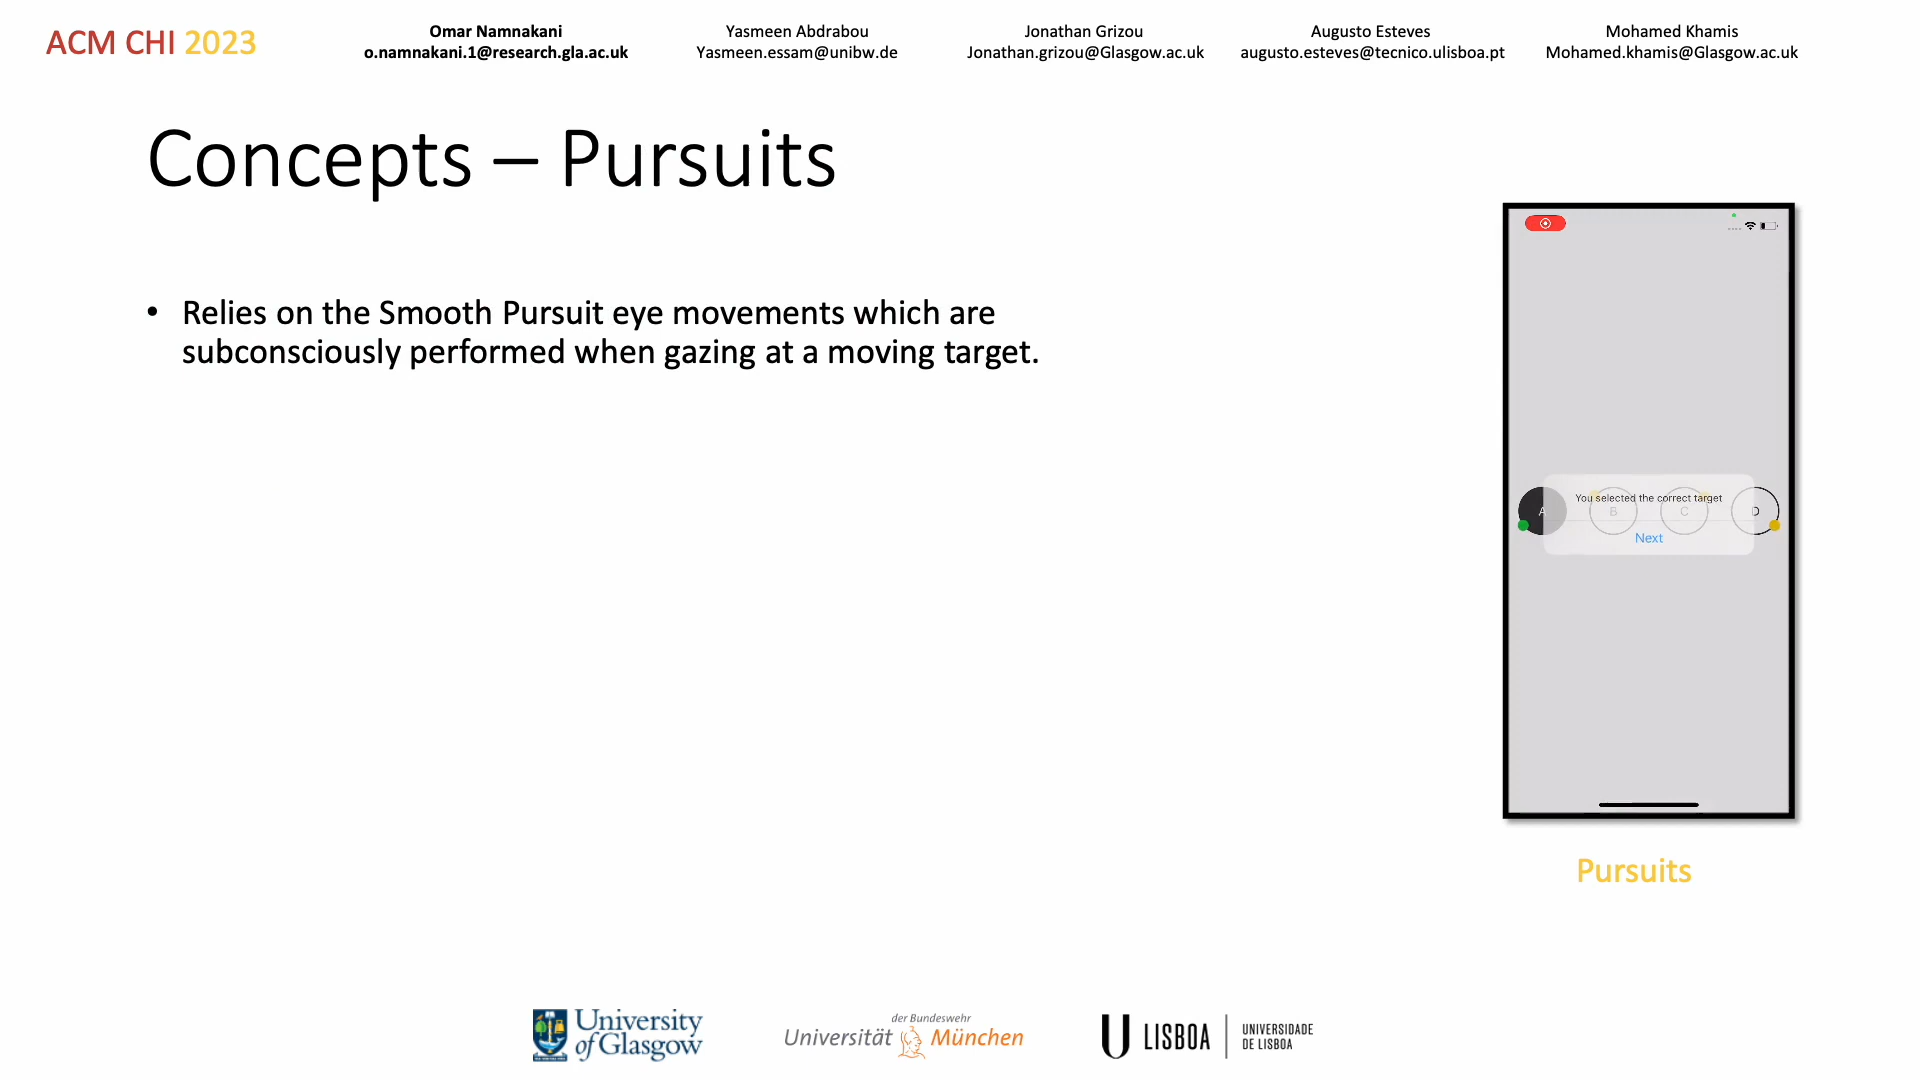 ACM CHI 2023
Omar Namnakani
o.namnakani.1@research.gla.ac.uk
Yasmeen Abdrabou
Yasmeen.essam@unibw.de
Jonathan Grizou
Jonathan.grizou@Glasgow.ac.uk
Augusto Esteves
augusto.esteves@tecnico.ulisboa.pt
Mohamed Khamis
Mohamed.khamis@Glasgow.ac.uk
Concepts – Pursuits
• Relies on the Smooth Pursuit eye movements which are
subconsciously performed when gazing at a moving target.
You selected the correct target
A B C D
Next
Pursuits
University
of Glasgow
der Bundeswehr
Universität München
U LISBOA
UNIVERSIDADE
DE LISBOA